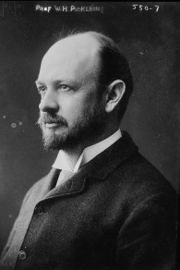 PROF W.H. PICKERING 550-7